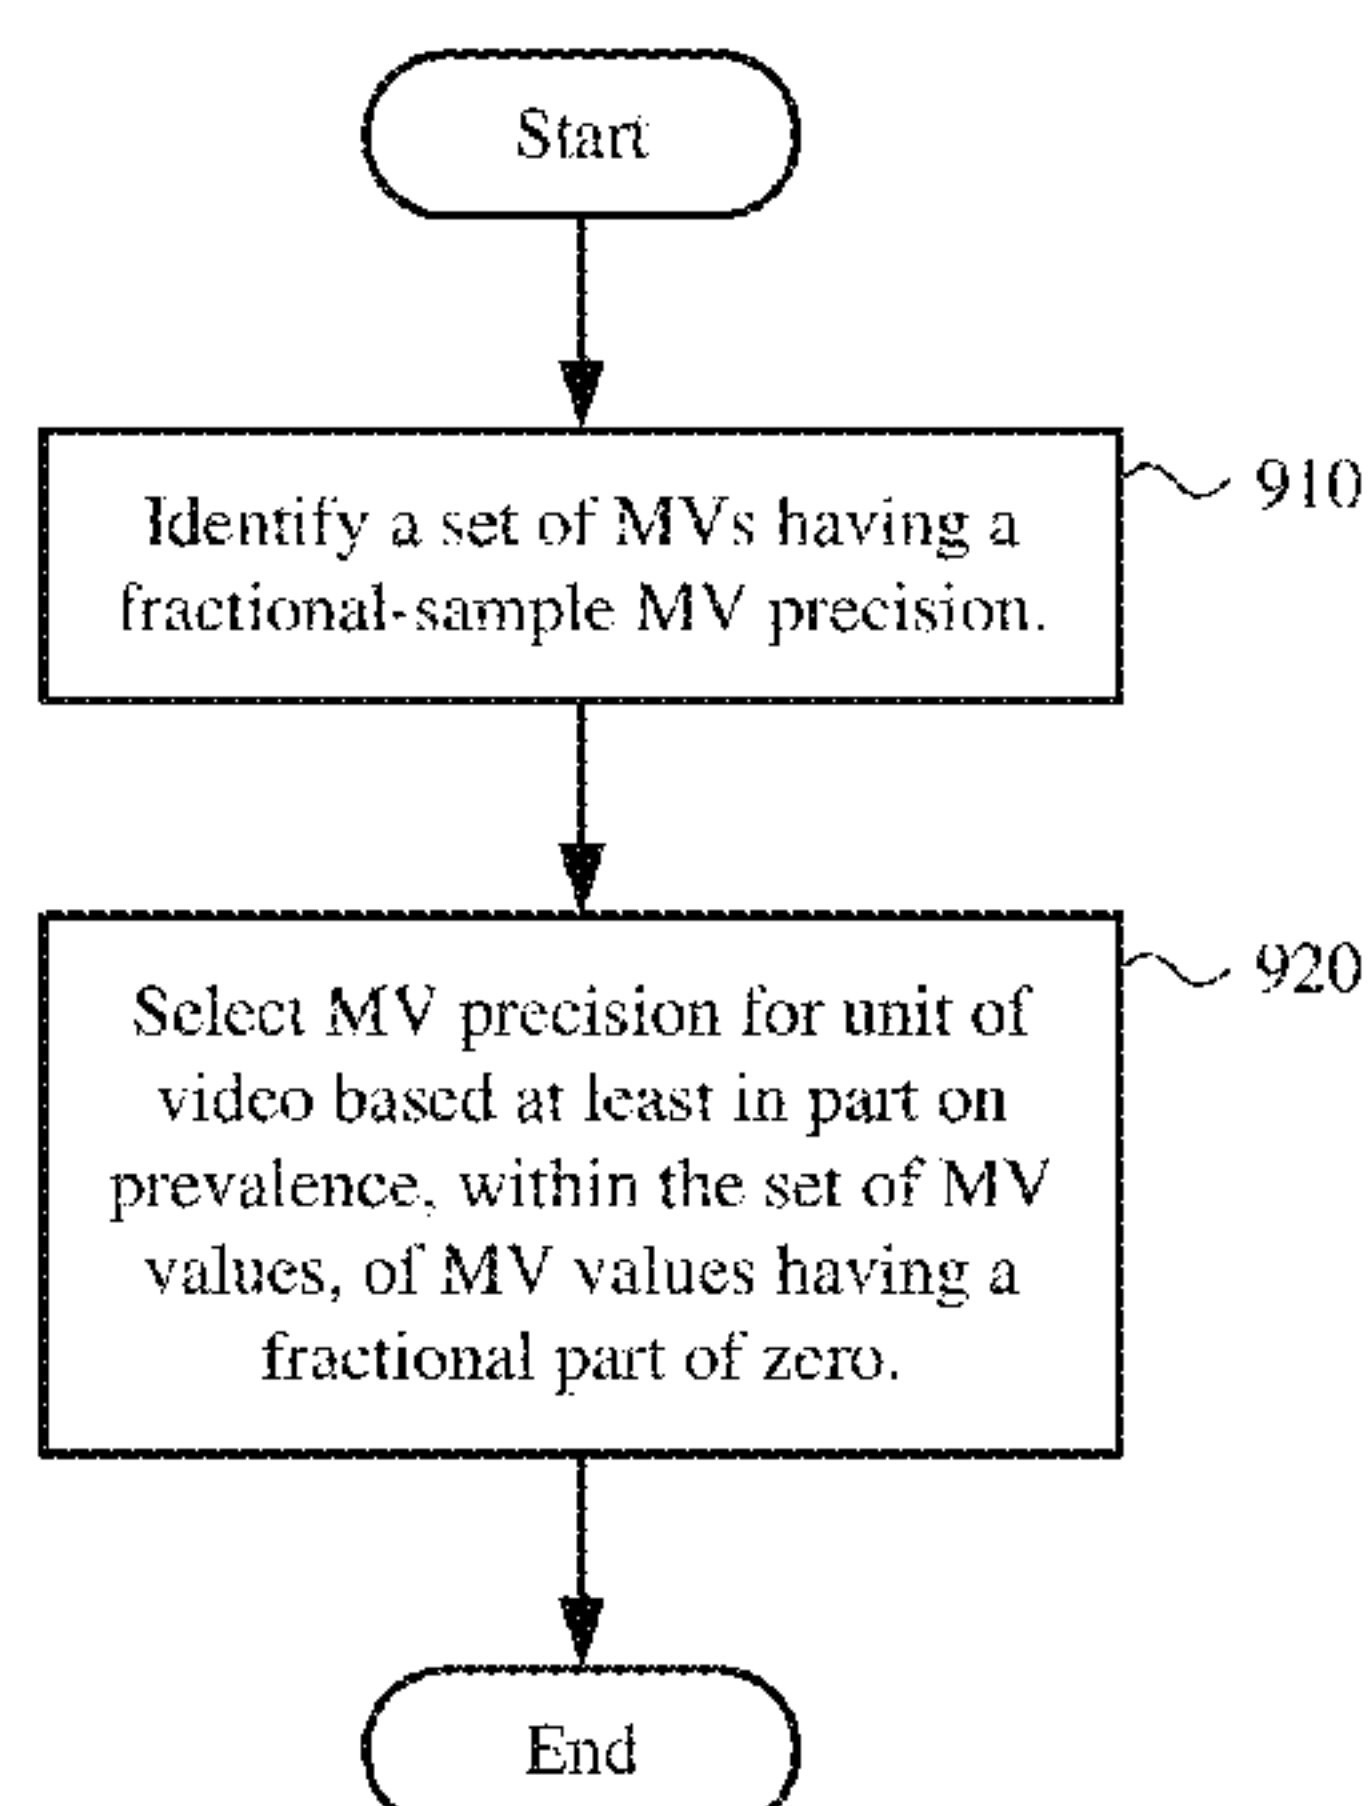 Start
Identify a set of MVs having a
fractional-sample MV precision.
910
Select MV precision for unit of
video based at least in part on
prevalence, within the set of MV
values, of MV values having a
fractional part of zero.
920
End